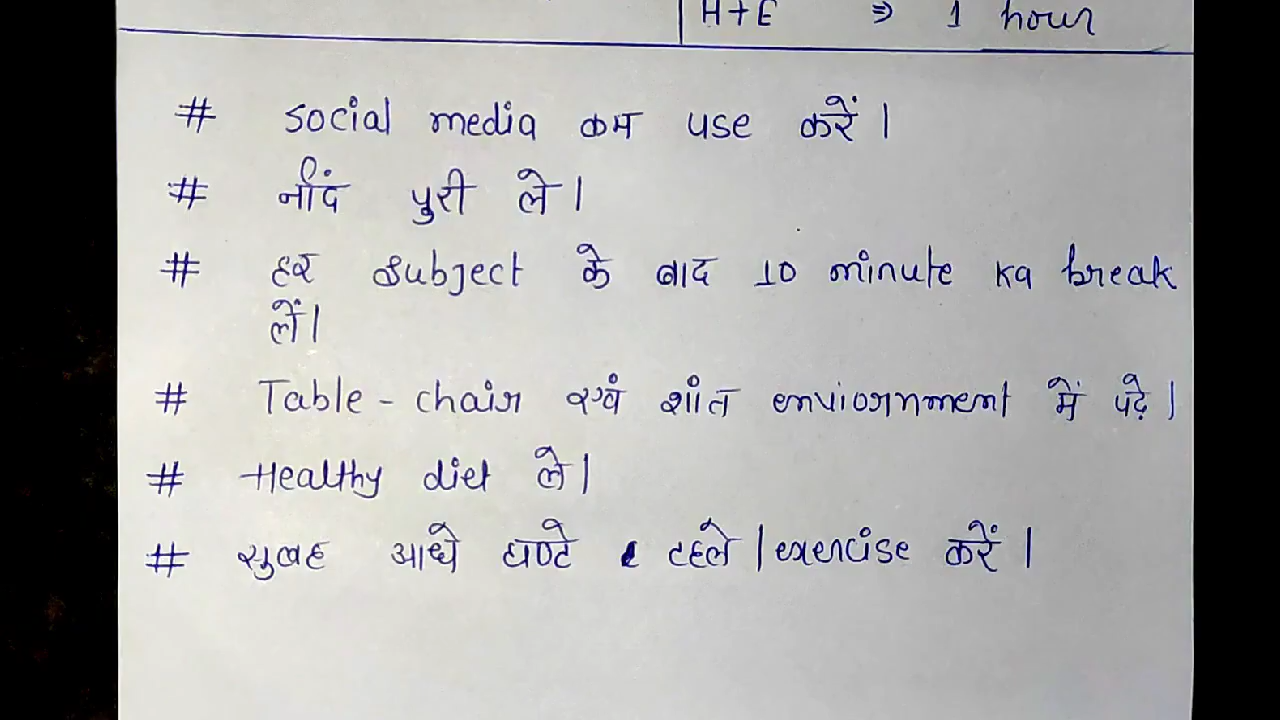 H+E ⇒ 1 hour
# social media कम use करें।
# नींद पुरी ले।
# हर subject के बाद 10 minute ka break
लें।
# Table - chair एवं शांत enviornment में पढ़े।
# Healthy diet ले।
# सुबह आधे घण्टे टहले / exercise करें।